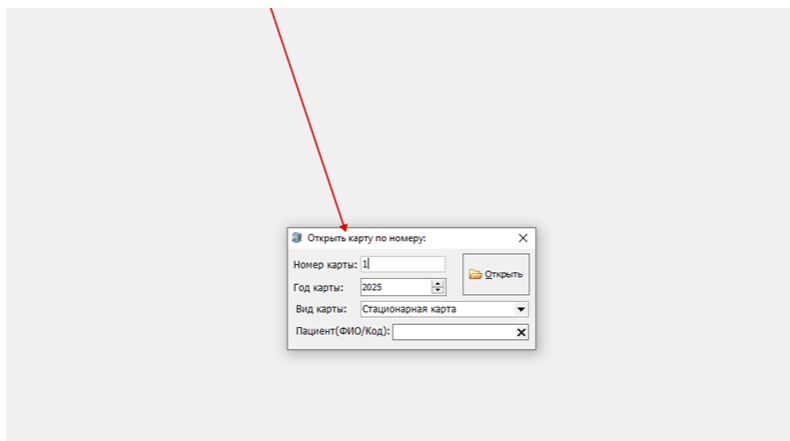 Открыть карту по номеру:
Номер карты: 1
Открыть
Год карты: 2025
Вид карты: Стационарная карта
Пациент(ФИО/Код):